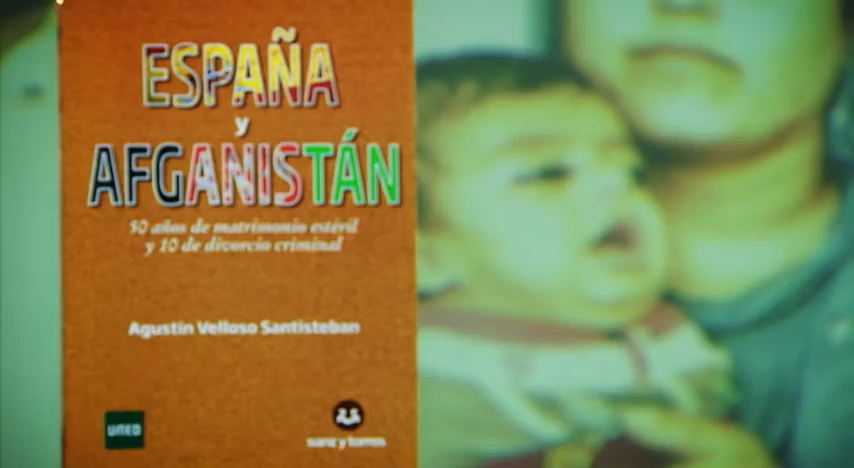 ESPAÑA
y
AFGANISTÁN
50 años de matrimonio estéril
y 10 de divorcio criminal
Agustín Velloso Santisteban
UNED
sanz y torres